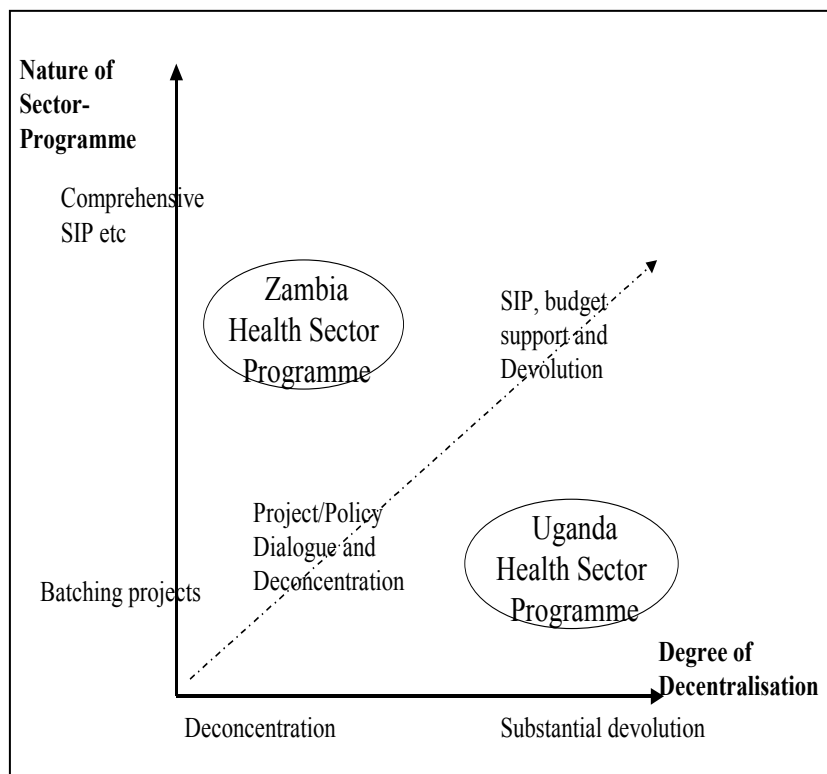 Nature of
Sector-
Programme
Comprehensive
SIP etc
Zambia
Health Sector
Programme
SIP, budget
support and
Devolution
Project/Policy
Dialogue and
Deconcentration
Uganda
Health Sector
Programme
Batching projects
Degree of
Decentralisation
Deconcentration
Substantial devolution